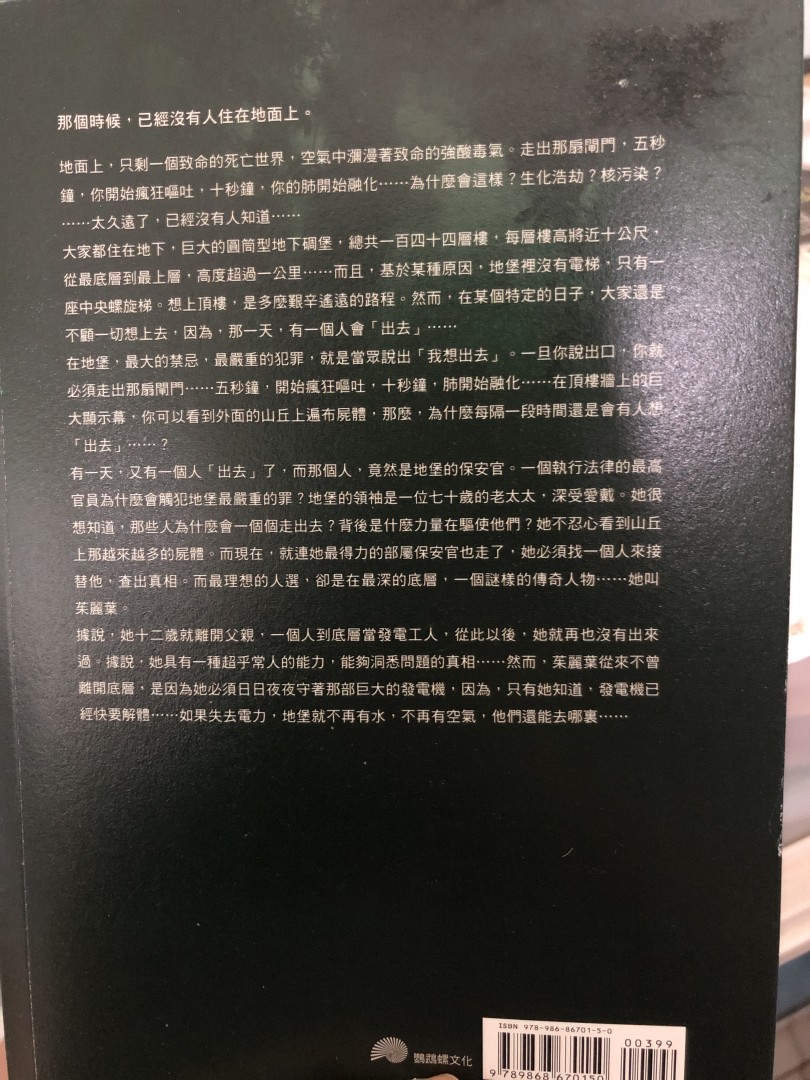 那個時候，已經沒有人住在地面上。
地面上，只剩一個致命的死亡世界，空氣中瀰漫著致命的強酸毒氣。走出那扇閘門，五秒
鐘，你開始瘋狂嘔吐，十秒鐘，你的肺開始融化……為什麼會這樣？生化浩劫？核污染？
……太久遠了，已經沒有人知道……
大家都住在地下，巨大的圓筒型地下碉堡，總共一百四十四層樓，每層樓高將近十公尺，
從最底層到最上層，高度超過一公里……而且，基於某種原因，地堡裡沒有電梯，只有一
座中央螺旋梯。想上頂樓，是多麼艱辛遙遠的路程。然而，在某個特定的日子，大家還是
不顧一切想上去，因為，那一天，有一個人會「出去」……
在地堡，最大的禁忌，最嚴重的犯罪，就是當眾說出「我想出去」。一旦你說出口，你就
必須走出那扇閘門……五秒鐘，開始瘋狂嘔吐，十秒鐘，肺開始融化……在頂樓牆上的巨
大顯示幕，你可以看到外面的山丘上遍布屍體，那麼，為什麼每隔一段時間還是會有人想
「出去」……？
有一天，又有一個人「出去」了，而那個人，竟然是地堡的保安官。一個執行法律的最高
官員為什麼會觸犯地堡最嚴重的罪？地堡的領袖是一位七十歲的老太太，深受愛戴。她很
想知道，那些人為什麼會一個個走出去？背後是什麼力量在驅使他們？她不忍心看到山丘
上那越來越多的屍體。而現在，就連她最得力的部屬保安官也走了，她必須找一個人來接
替他，查出真相。而最理想的人選，卻是在最深的底層，一個謎樣的傳奇人物……她叫
茱麗葉。
據說，她十二歲就離開父親，一個人到底層當發電工人，從此以後，她就再也沒有出來
過。據說，她具有一種超乎常人的能力，能夠洞悉問題的真相……然而，茱麗葉從來不曾
離開底層，是因為她必須日日夜夜守著那部巨大的發電機，因為，只有她知道，發電機已
經快要解體……如果失去電力，地堡就不再有水，不再有空氣，他們還能去哪裏……
鸚鵡螺文化
ISBN 978-986-86701-5-0
00399
9 789868 670150